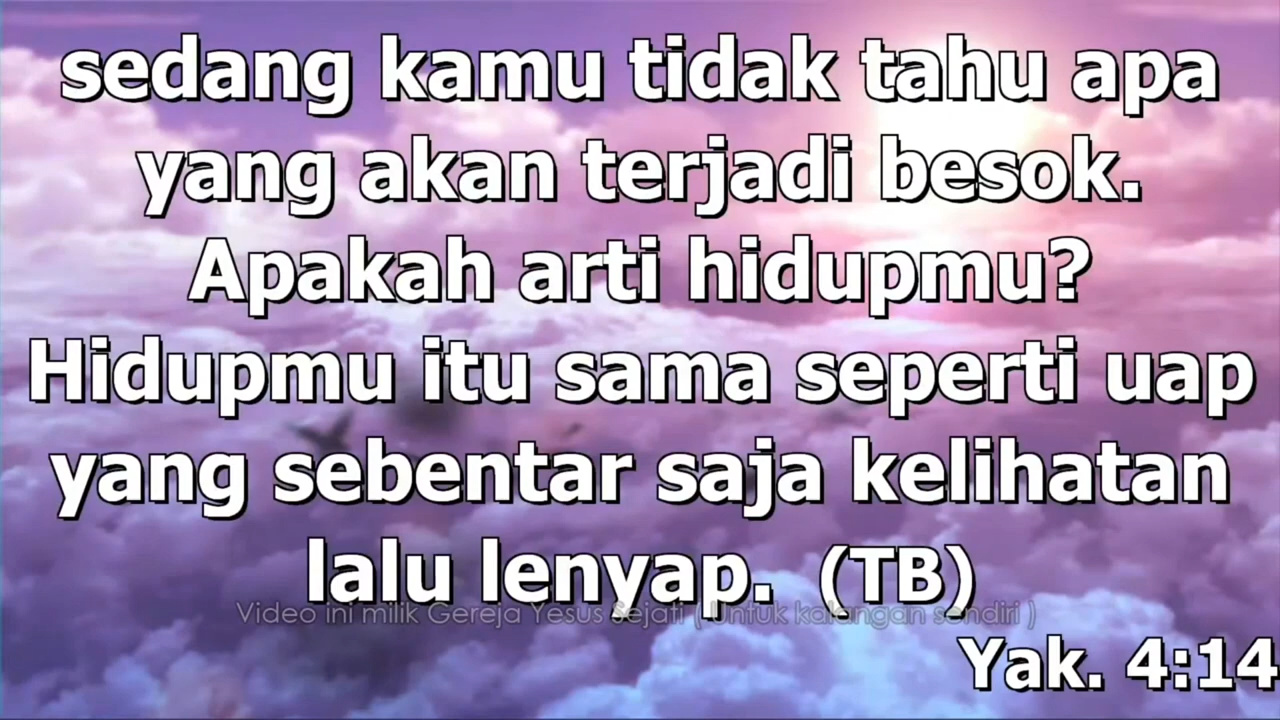 sedang kamu tidak tahu apa
yang akan terjadi besok.
Apakah arti hidupmu?
Hidupmu itu sama seperti uap
yang sebentar saja kelihatan
lalu lenyap. (TB)
Video ini milik Gereja Yesus Sejati ( Untuk kalangan sendiri )
Yak. 4:14